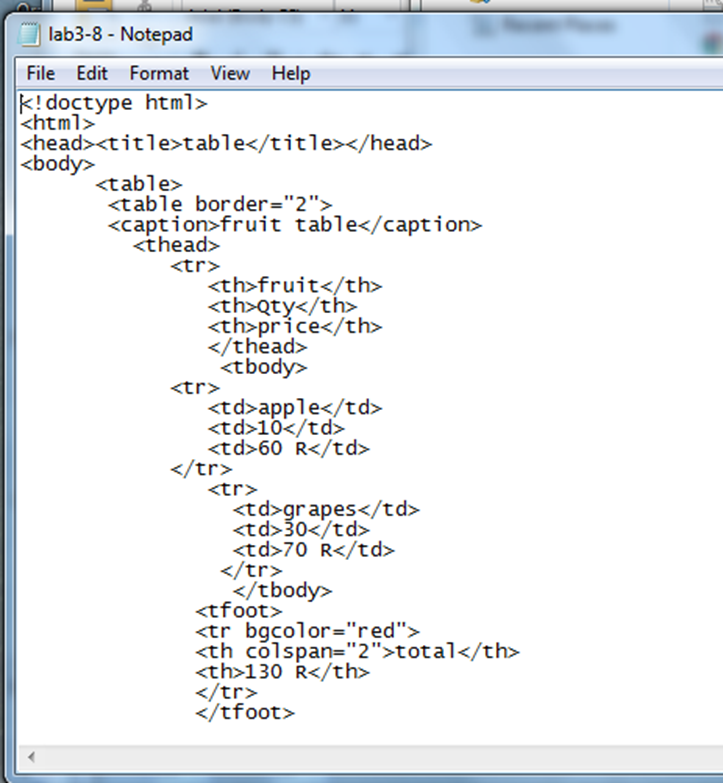 lab3-8 - Notepad
Recent Places
File Edit Format View Help
<!doctype html>
<html>
<head><title>table</title></head>
<body>
<table>
<table border="2">
<caption>fruit table</caption>
<thead>
<tr>
<th>fruit</th>
<th>Qty</th>
<th>price</th>
</thead>
<tbody>
<tr>
<td>apple</td>
<td>10</td>
<td>60 R</td>
</tr>
<tr>
<td>grapes</td>
<td>30</td>
<td>70 R</td>
</tr>
</tbody>
<tfoot>
<tr bgcolor="red">
<th colspan="2">total</th>
<th>130 R</th>
</tr>
</tfoot>